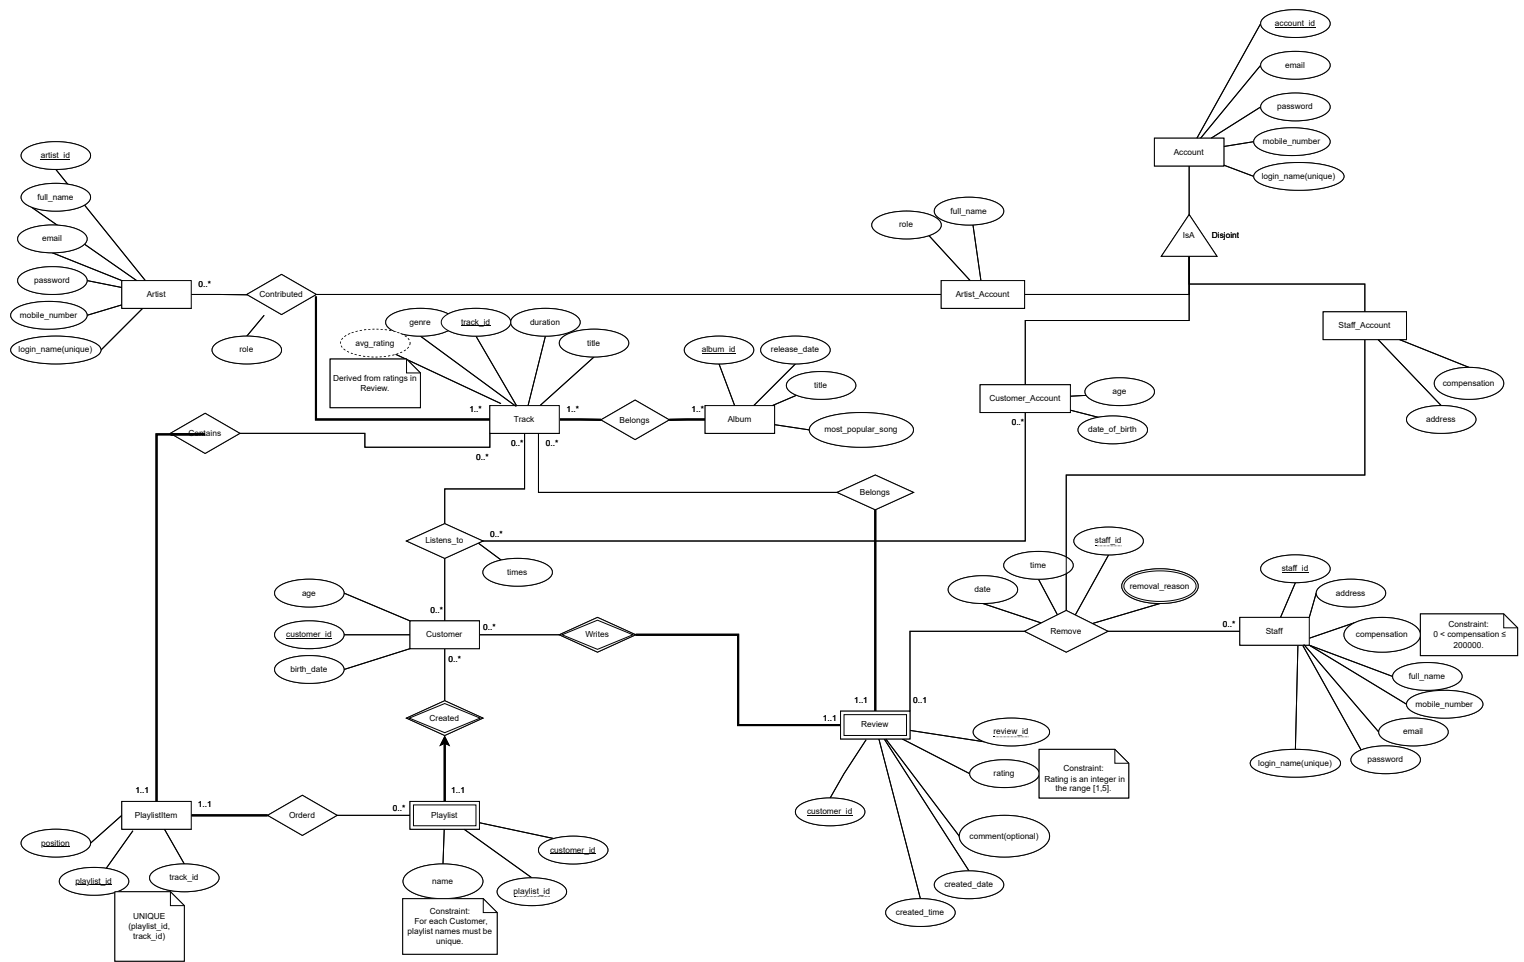 account_id
email
password
Account
mobile_number
login_name(unique)
artist_id
full_name
email
password
mobile_number
login_name(unique)
Artist
0..*
Contributed
role
role
full_name
Artist_Account
IsA
Disjoint
Staff_Account
compensation
address
genre
track_id
duration
avg_rating
title
Derived from ratings in
Review.
album_id
release_date
title
most_popular_song
1..*
Track
1..*
Belongs
1..*
Album
Customer_Account
age
date_of_birth
0..*
Contains
0..*
0..*
0..*
Belongs
Listens_to
0..*
times
age
customer_id
birth_date
0..*
Customer
0..*
0..*
Writes
staff_id
time
date
removal_reason
Remove
0..*
Staff
staff_id
address
compensation
Constraint:
0 < compensation ≤
200000.
full_name
mobile_number
email
password
login_name(unique)
Created
1..1
1..1
0..1
1..1
Review
review_id
rating
Constraint:
Rating is an integer in
the range [1,5].
customer_id
comment(optional)
created_date
created_time
1..1
PlaylistItem
1..1
Orderd
0..*
Playlist
position
playlist_id
track_id
UNIQUE
(playlist_id,
track_id)
customer_id
name
playlist_id
Constraint:
For each Customer,
playlist names must be
unique.